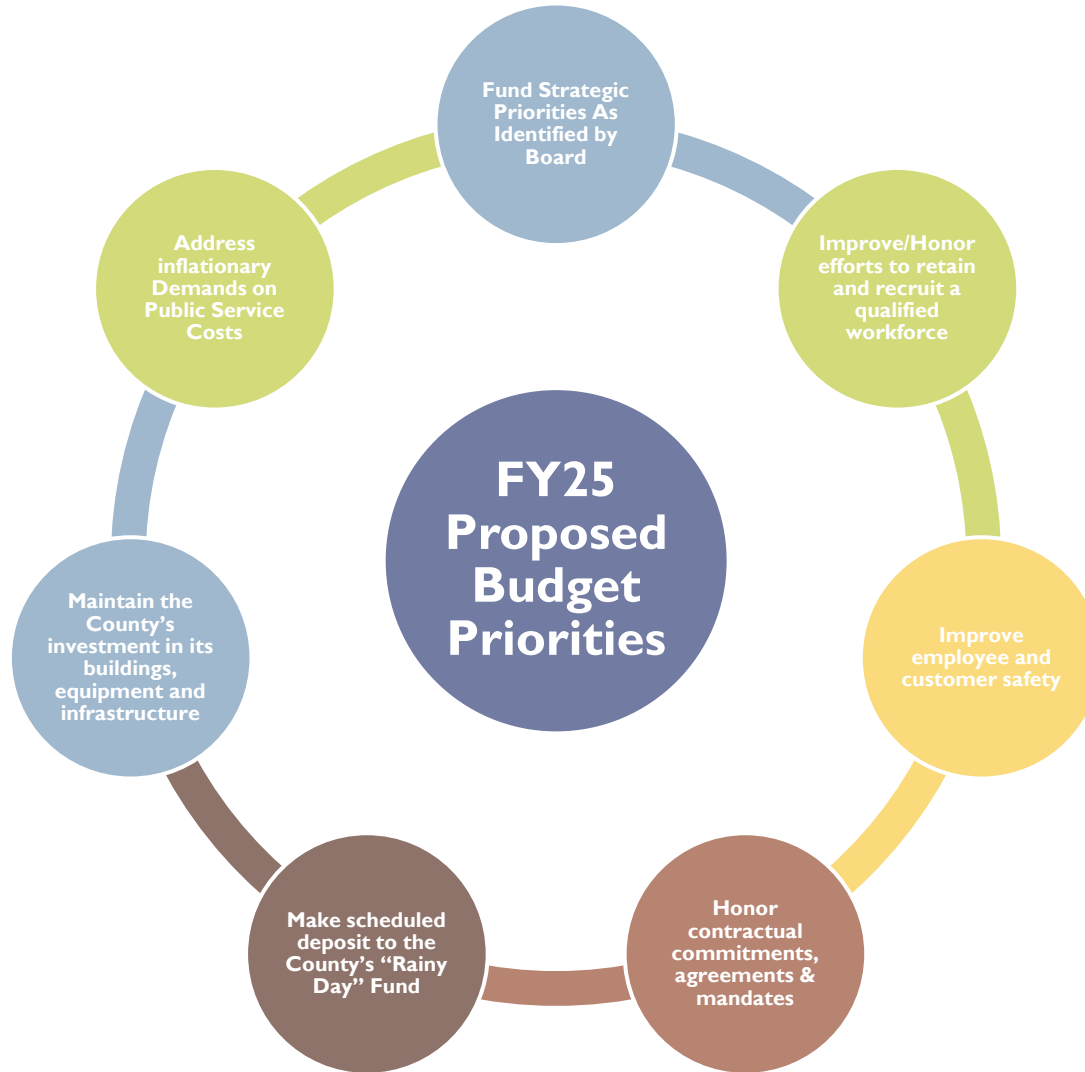 Fund Strategic
Priorities As
Identified by
Board
Improve/Honor
efforts to retain
and recruit a
qualified
workforce
Improve
employee and
customer safety
Honor
contractual
commitments,
agreements &
mandates
Make scheduled
deposit to the
County’s “Rainy
Day” Fund
Maintain the
County’s
investment in its
buildings,
equipment and
infrastructure
Address
inflationary
Demands on
Public Service
Costs
FY25
Proposed
Budget
Priorities